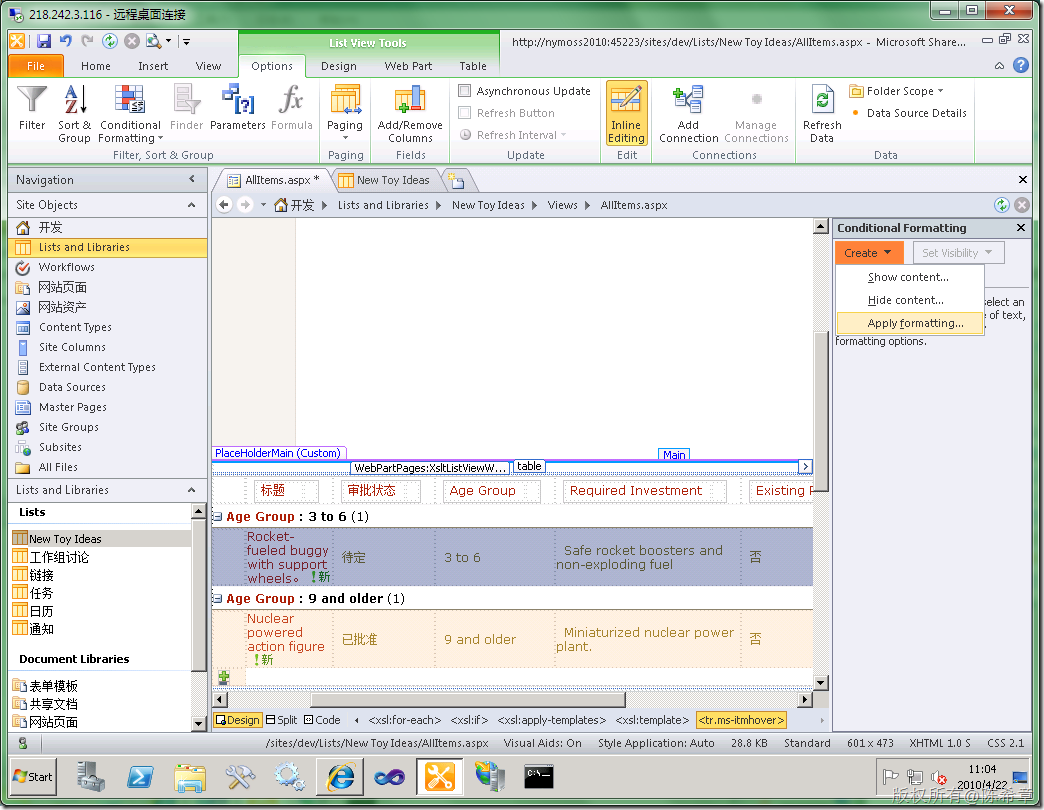 218.242.3.116 - 远程桌面连接
List View Tools
http://nymoss2010:45223/sites/dev/Lists/New Toy Ideas/AllItems.aspx - Microsoft Share...
File Home Insert View Options Design Web Part Table
Filter
Sort & Group
Conditional Formatting
Finder
Parameters
Formula
Filter, Sort & Group
Paging
Paging
Add/Remove Columns
Fields
Asynchronous Update
Refresh Button
Refresh Interval
Update
Inline Editing
Edit
Add Connection
Manage Connections
Connections
Refresh Data
Folder Scope
Data Source Details
Data
Navigation
Site Objects
开发
Lists and Libraries
Workflows
网站页面
网站资产
Content Types
Site Columns
External Content Types
Data Sources
Master Pages
Site Groups
Subsites
All Files
Lists and Libraries
Lists
New Toy Ideas
工作组讨论
链接
任务
日历
通知
Document Libraries
表单模板
共享文档
网站页面
AllItems.aspx *
New Toy Ideas
开发 Lists and Libraries New Toy Ideas Views AllItems.aspx
PlaceHolderMain (Custom)
Main
WebPartPages:XsltListViewW... table
标题 审批状态 Age Group Required Investment Existing
Age Group : 3 to 6 (1)
Rocket-
fueled buggy
with support
wheels。 !新
待定
3 to 6
Safe rocket boosters and
non-exploding fuel
否
Age Group : 9 and older (1)
Nuclear
powered
action figure
!新
已批准
9 and older
Miniaturized nuclear power
plant.
否
Design Split Code <xsl:for-each> <xsl:if> <xsl:apply-templates> <xsl:template> <tr.ms-itmhover>
Conditional Formatting
Create Set Visibility
Show content...
Hide content...
Apply formatting...
select an
e of text,
formatting options.
/sites/dev/Lists/New Toy Ideas/AllItems.aspx Visual Aids: On Style Application: Auto 28.8 KB Standard 601 x 473 XHTML 1.0 S CSS 2.1
Start
C:\
11:04
2010/4/22
版权所有@陈希章